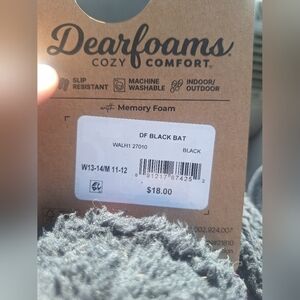 Dearfoams.
COZY COMFORT.
SLIP RESISTANT
MACHINE WASHABLE
INDOOR/ OUTDOOR
with Memory Foam
DF BLACK BAT
WALH1 27010 BLACK
W13-14/M 11-12
$18.00